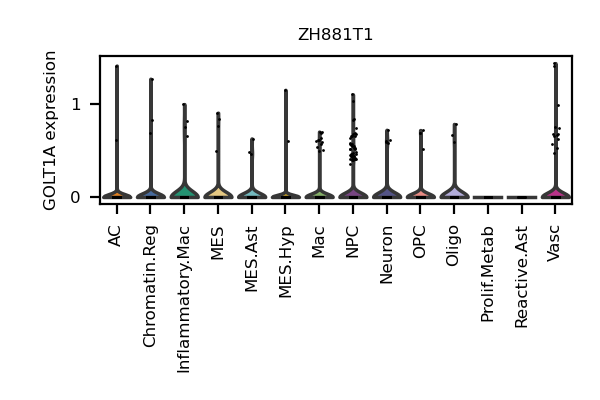 ZH881T1
GOLT1A expression
1
0
AC
Chromatin.Reg
Inflammatory.Mac
MES
MES.Ast
MES.Hyp
Mac
NPC
Neuron
OPC
Oligo
Prolif.Metab
Reactive.Ast
Vasc